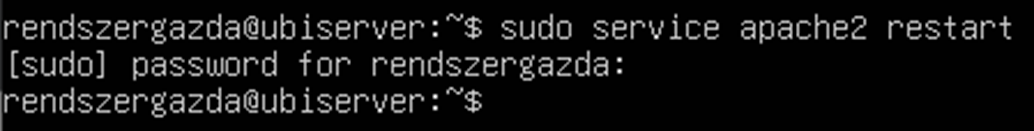 rendszergazda@ubiserver:~$ sudo service apache2 restart
[sudo] password for rendszergazda:
rendszergazda@ubiserver:~$